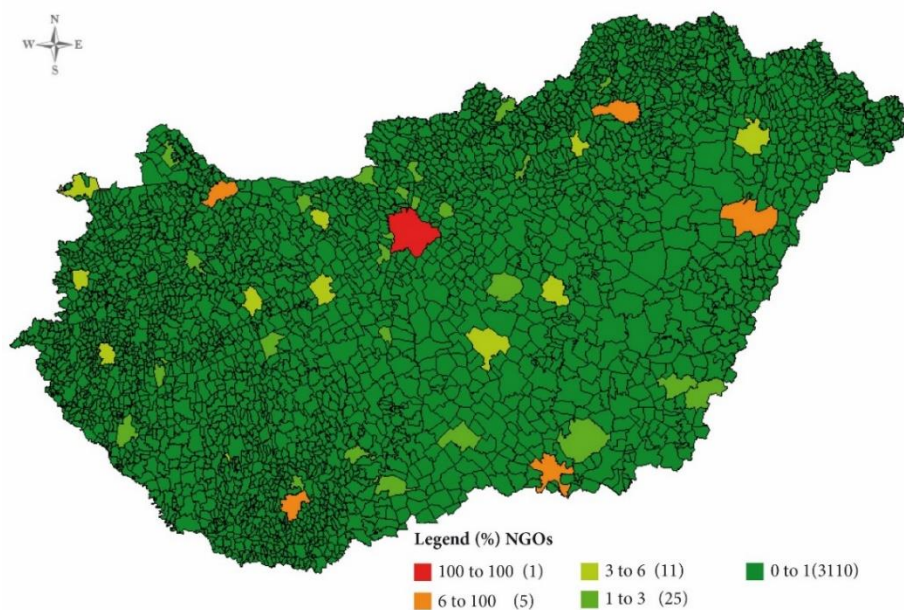 N
W E
S
Legend (%) NGOs
100 to 100 (1) 3 to 6 (11) 0 to 1(3110)
6 to 100 (5) 1 to 3 (25)